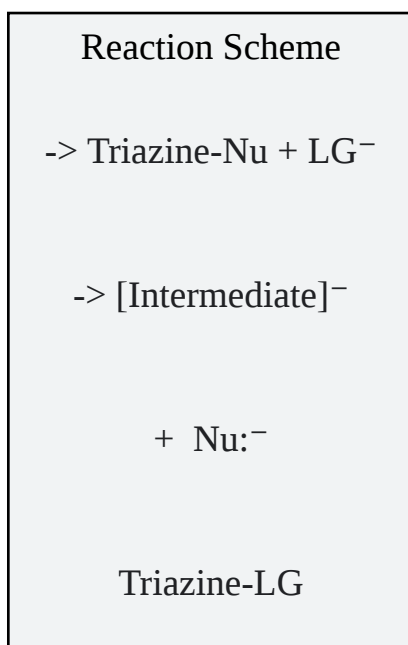 Reaction Scheme
-> Triazine-Nu + LG⁻
-> [Intermediate]⁻
+ Nu:⁻
Triazine-LG